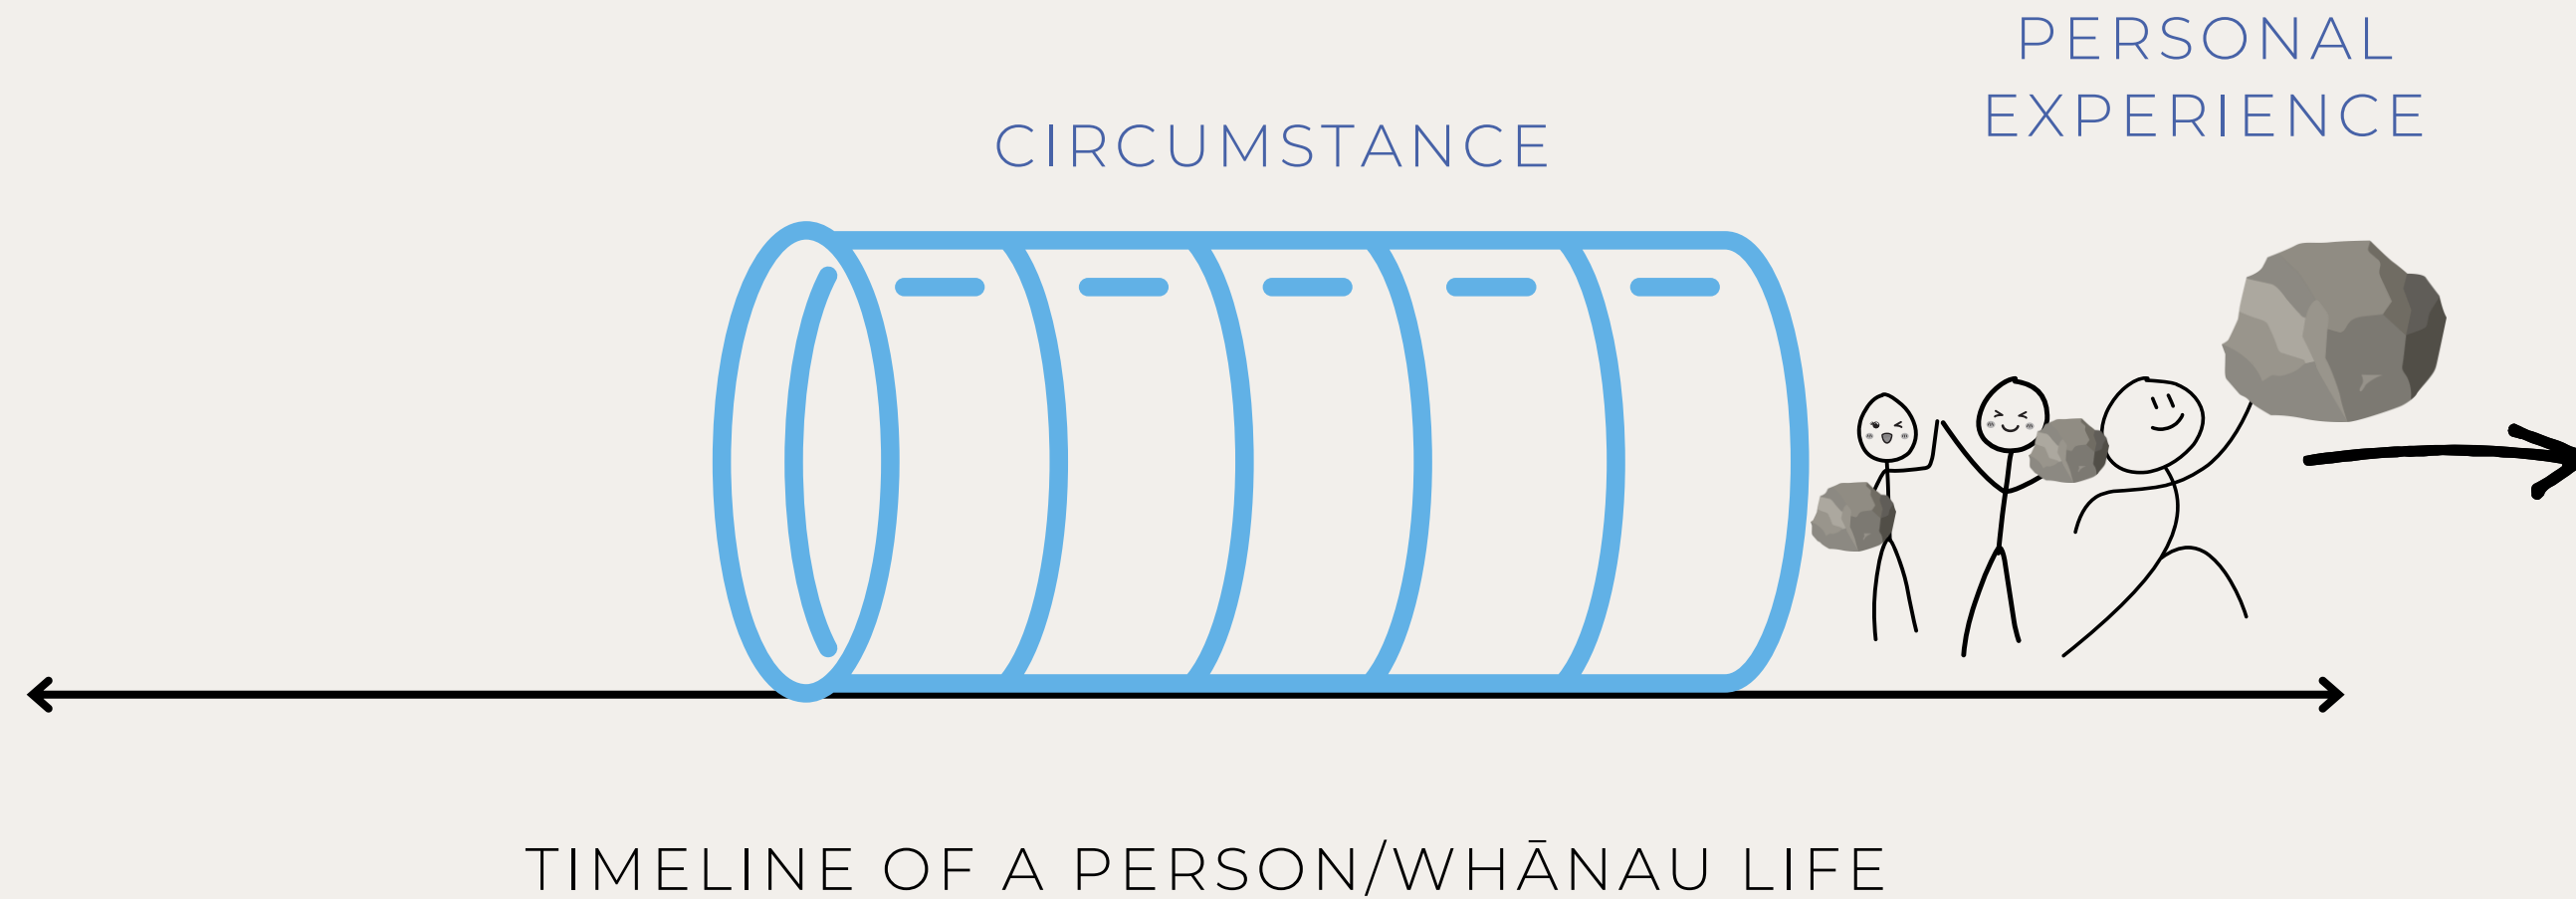 PERSONAL
EXPERIENCE
CIRCUMSTANCE
TIMELINE OF A PERSON/WHĀNAU LIFE